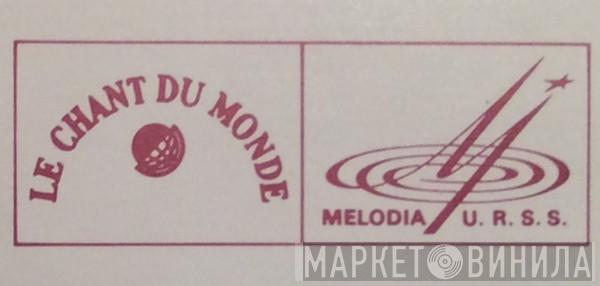 LE CHANT DU MONDE
MELODIA U. R. S. S.
МАРКЕТ ВИНИЛА